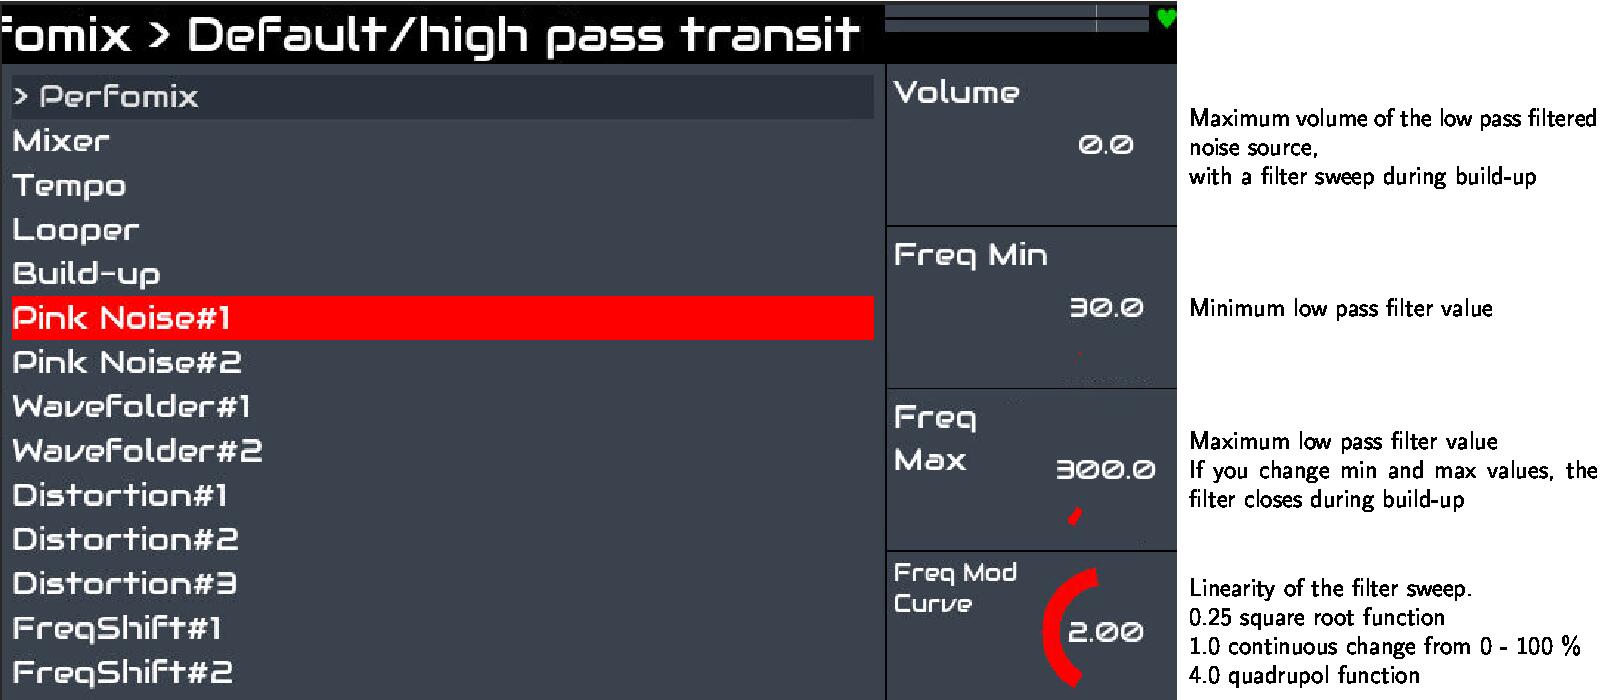 fomix > Default/high pass transit
> Perfomix
Mixer
Tempo
Looper
Build-up
Pink Noise#1
Pink Noise#2
Wavefolder#1
Wavefolder#2
Distortion#1
Distortion#2
Distortion#3
FreqShift#1
FreqShift#2
Volume
0.0
Maximum volume of the low pass filtered
noise source,
with a filter sweep during build-up
Freq Min
30.0
Minimum low pass filter value
Freq
Max
300.0
Maximum low pass filter value
If you change min and max values, the
filter closes during build-up
Freq Mod
Curve
2.00
Linearity of the filter sweep.
0.25 square root function
1.0 continuous change from 0 - 100 %
4.0 quadrupol function